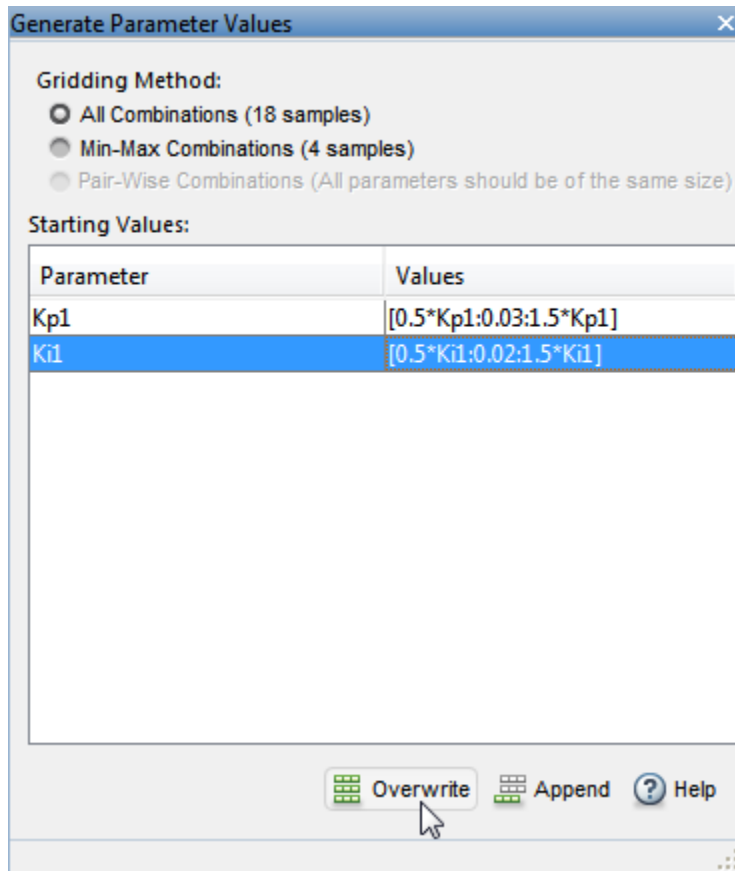 Generate Parameter Values
Gridding Method:
All Combinations (18 samples)
Min-Max Combinations (4 samples)
Pair-Wise Combinations (All parameters should be of the same size)
Starting Values:
Parameter Values
Kp1 [0.5*Kp1:0.03:1.5*Kp1]
Ki1 [0.5*Ki1:0.02:1.5*Ki1]
Overwrite Append ? Help